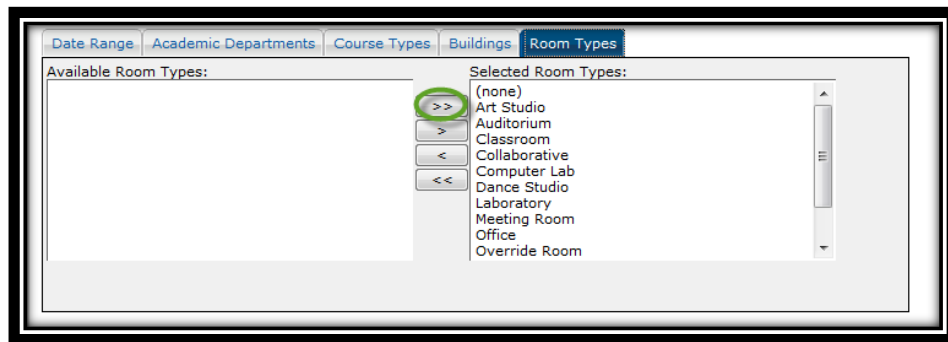 Date Range Academic Departments Course Types Buildings Room Types
Available Room Types: Selected Room Types:
>>
>
<
<<
(none)
Art Studio
Auditorium
Classroom
Collaborative
Computer Lab
Dance Studio
Laboratory
Meeting Room
Office
Override Room